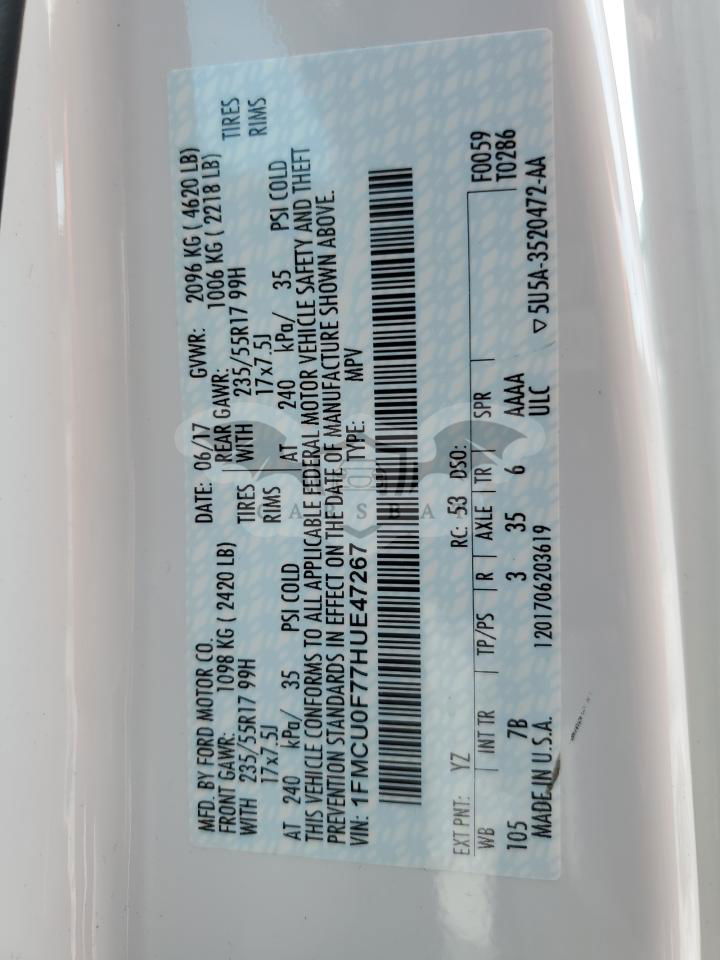 MFD. BY FORD MOTOR CO. DATE: 06/17 GVWR: 2096 KG ( 4620 LB)
FRONT GAWR: 1098 KG ( 2420 LB) REAR GAWR: 1006 KG ( 2218 LB)
WITH 235/55R17 99H TIRES WITH 235/55R17 99H TIRES
17x7.5J RIMS 17x7.5J RIMS
AT 240 kPa/ 35 PSI COLD AT 240 kPa/ 35 PSI COLD
THIS VEHICLE CONFORMS TO ALL APPLICABLE FEDERAL MOTOR VEHICLE SAFETY AND THEFT
PREVENTION STANDARDS IN EFFECT ON THE DATE OF MANUFACTURE SHOWN ABOVE.
VIN: 1FMCU0F77HUE47267 TYPE: MPV
CARSBAT
EXT PNT: YZ RC: 53 DSO: F0059
WB INT TR TP/PS R AXLE TR SPR T0286
105 7B 3 35 6 AAAA
MADE IN U.S.A. 1201706203619 ULC ▽5U5A-3520472-AA